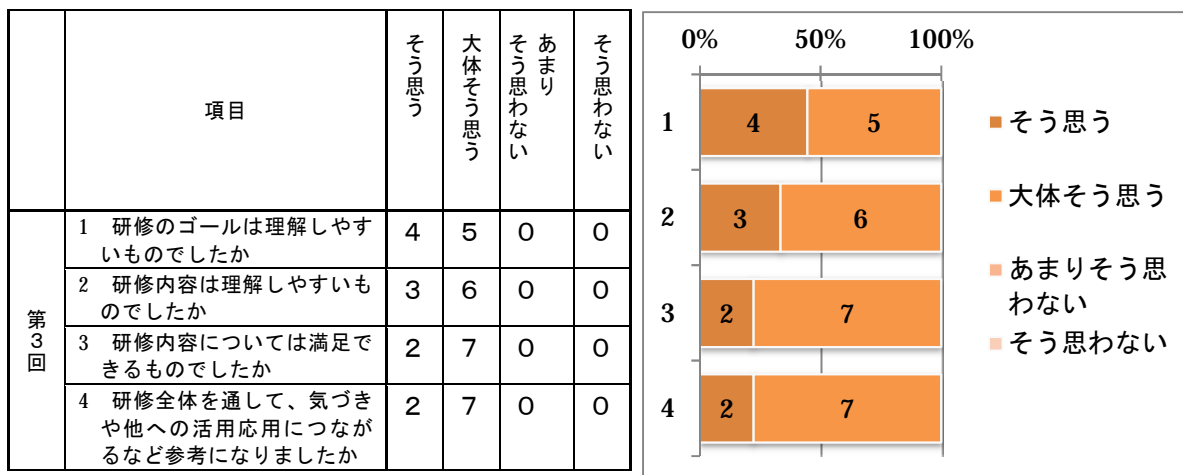 項目
そう思う
大体そう思う
あまり
そう思わない
そう思わない
第3回
1 研修のゴールは理解しやす
いものでしたか
4 5 0 0
2 研修内容は理解しやすいも
のでしたか
3 6 0 0
3 研修内容については満足で
きるものでしたか
2 7 0 0
4 研修全体を通して、気づき
や他への活用応用につなが
るなど参考になりましたか
2 7 0 0
0% 50% 100%
1 4 5
2 3 6
3 2 7
4 2 7
そう思う
大体そう思う
あまりそう思
わない
そう思わない